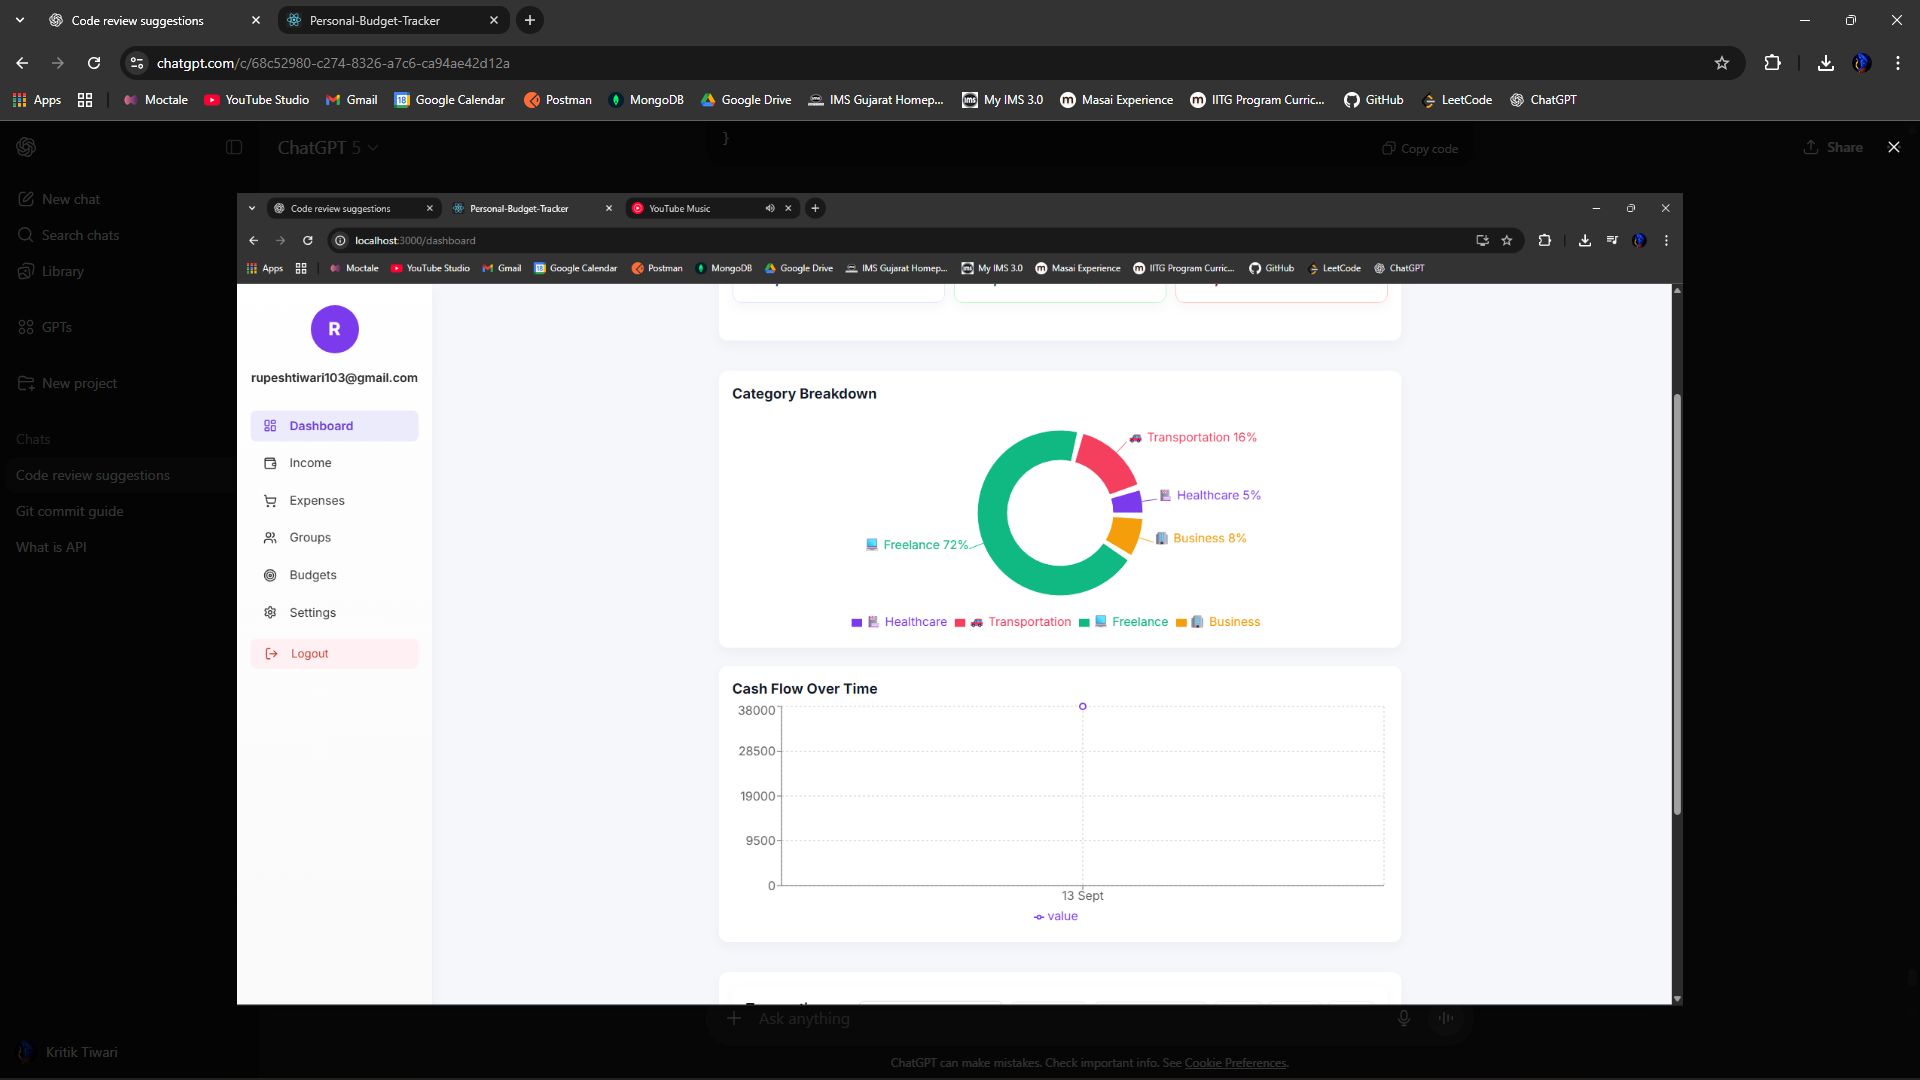 Code review suggestions
Personal-Budget-Tracker
chatgpt.com/c/68c52980-c274-8326-a7c6-ca94ae42d12a
Apps
Moctale
YouTube Studio
Gmail
Google Calendar
Postman
MongoDB
Google Drive
IMS Gujarat Homep...
My IMS 3.0
Masai Experience
IITG Program Curric...
GitHub
LeetCode
ChatGPT
ChatGPT 5
}
Copy code
Share
New chat
Search chats
Library
GPTs
New project
Chats
Code review suggestions
Git commit guide
What is API
Kritik Tiwari
Code review suggestions
Personal-Budget-Tracker
YouTube Music
localhost:3000/dashboard
Apps
Moctale
YouTube Studio
Gmail
Google Calendar
Postman
MongoDB
Google Drive
IMS Gujarat Homep...
My IMS 3.0
Masai Experience
IITG Program Curric...
GitHub
LeetCode
ChatGPT
R
rupeshtiwari103@gmail.com
Dashboard
Income
Expenses
Groups
Budgets
Settings
Logout
Category Breakdown
Transportation 16%
Healthcare 5%
Business 8%
Freelance 72%
Healthcare
Transportation
Freelance
Business
Cash Flow Over Time
38000
28500
19000
9500
0
13 Sept
value
Ask anything
ChatGPT can make mistakes. Check important info. See Cookie Preferences.